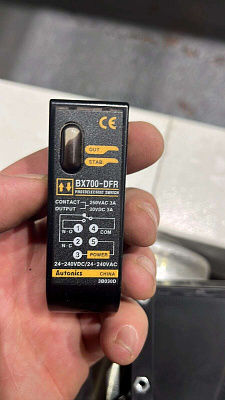 CE
OUT
STAB.
BX700-DFR
PHOTOELECTRIC SWITCH
CONTACT 250VAC 3A
OUTPUT 30VDC 3A
N·O 1 4 COM
N·C 2 5
3 POWER
24-240VDC/24-240VAC
Autonics CHINA